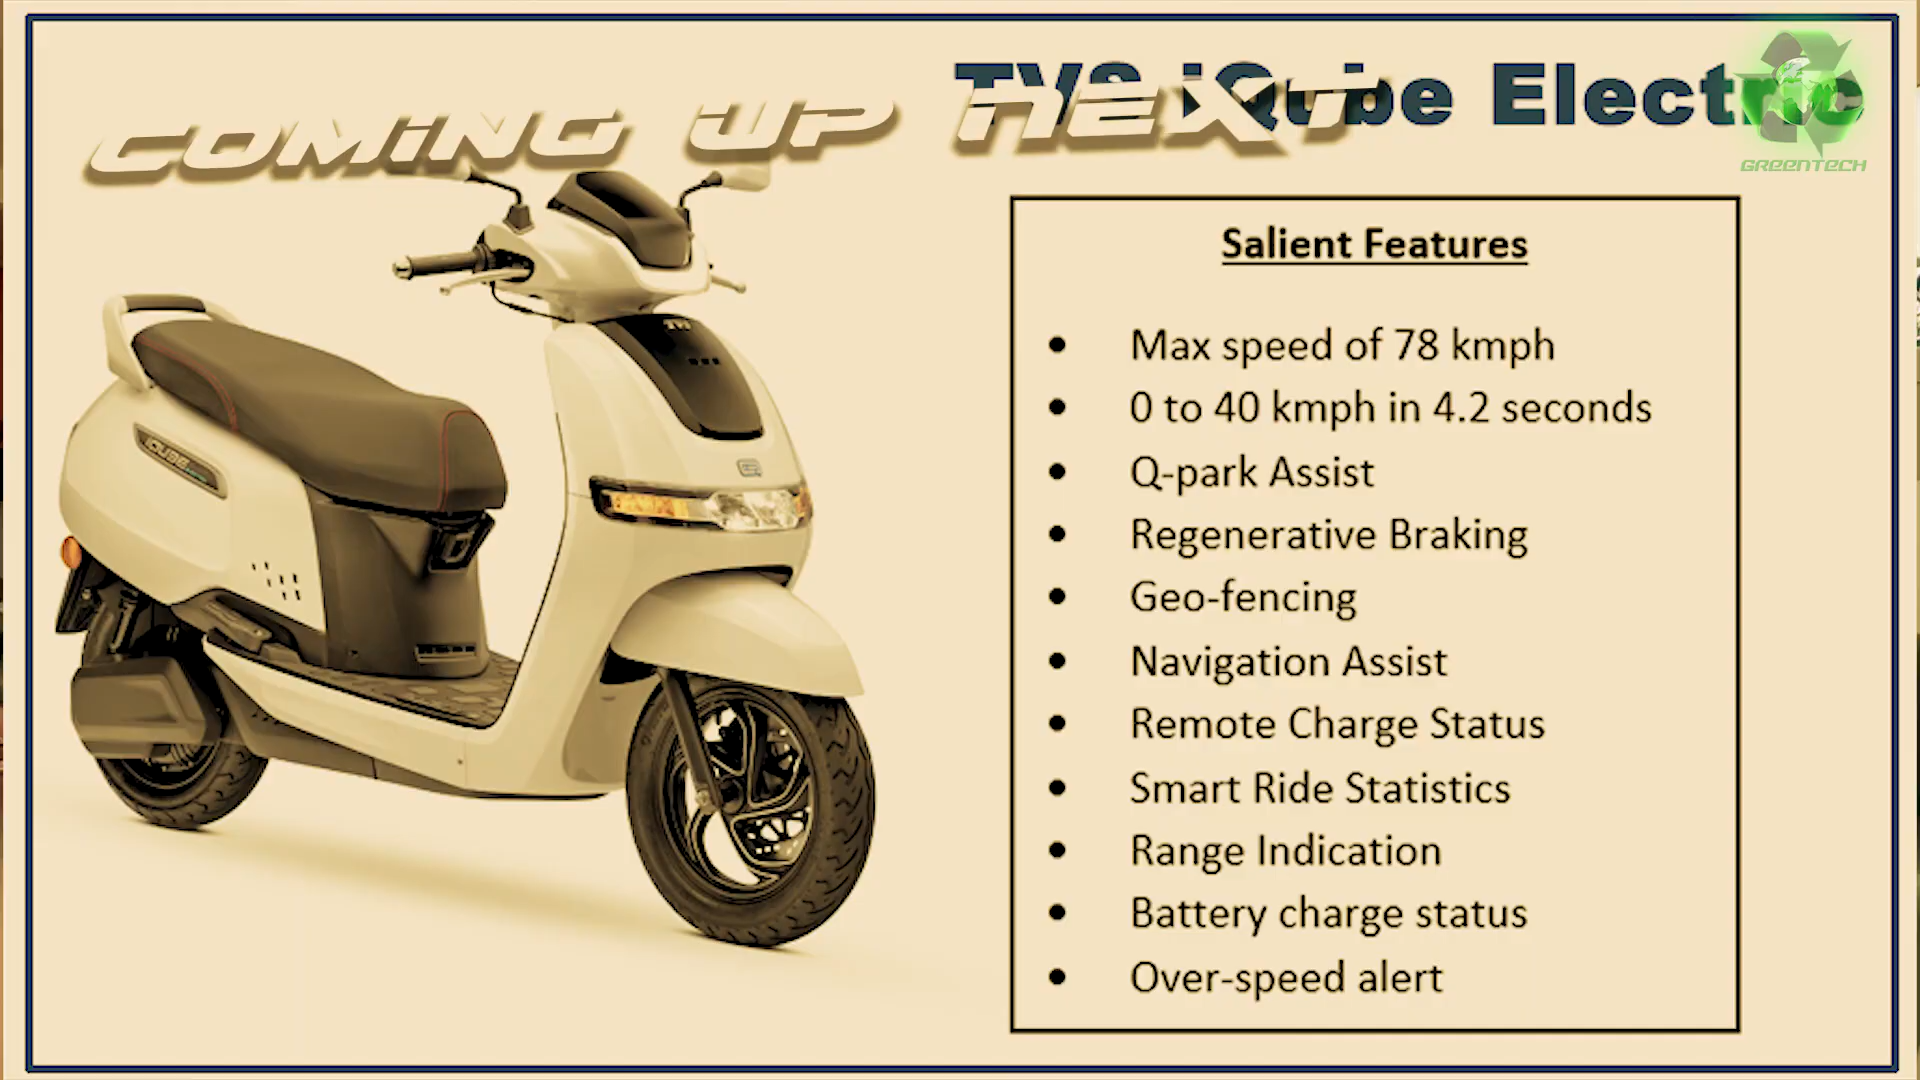 COMING UP NEXT
TVS iQube Electric
GREENTECH
Salient Features
• Max speed of 78 kmph
• 0 to 40 kmph in 4.2 seconds
• Q-park Assist
• Regenerative Braking
• Geo-fencing
• Navigation Assist
• Remote Charge Status
• Smart Ride Statistics
• Range Indication
• Battery charge status
• Over-speed alert
TVS
iQUBE